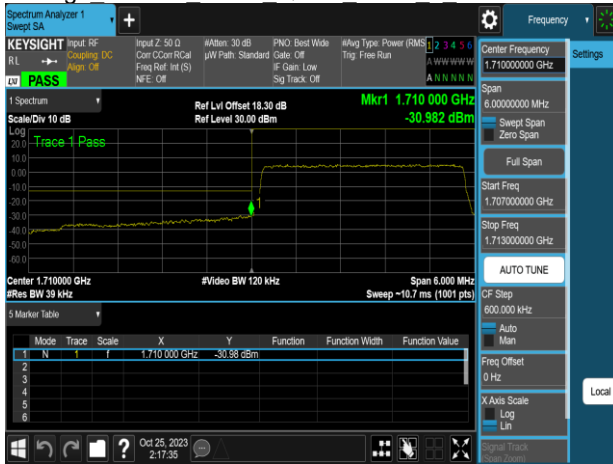 Spectrum Analyzer 1
Swept SA
+
Frequency
KEYSIGHT
RL
LXI PASS
Input: RF
Coupling: DC
Align: Off
Input Z: 50 Ω
Corr CCorr RCal
Freq Ref: Int (S)
NFE: Off
#Atten: 30 dB
µW Path: Standard
PNO: Best Wide
Gate: Off
IF Gain: Low
Sig Track: Off
#Avg Type: Power (RMS
Trig: Free Run
1 2 3 4 5 6
A W W W W W
A N N N N N
1 Spectrum
Scale/Div 10 dB
Ref Lvl Offset 18.30 dB
Ref Level 30.00 dBm
Mkr1 1.710 000 GHz
-30.982 dBm
Log
Trace 1 Pass
20.0
10.0
0.00
-10.0
-20.0
-30.0
-40.0
-50.0
-60.0
1
Center 1.710000 GHz
#Res BW 39 kHz
#Video BW 120 kHz
Span 6.000 MHz
Sweep ~10.7 ms (1001 pts)
5 Marker Table
Mode Trace Scale X Y Function Function Width Function Value
1 N 1 f 1.710 000 GHz -30.98 dBm
2
3
4
5
6
?
Oct 25, 2023
2:17:35
Center Frequency
1.710000000 GHz
Span
6.00000000 MHz
Swept Span
Zero Span
Full Span
Start Freq
1.707000000 GHz
Stop Freq
1.713000000 GHz
AUTO TUNE
CF Step
600.000 kHz
Auto
Man
Freq Offset
0 Hz
X Axis Scale
Log
Lin
Signal Track
(Span Zoom)
Settings
Local